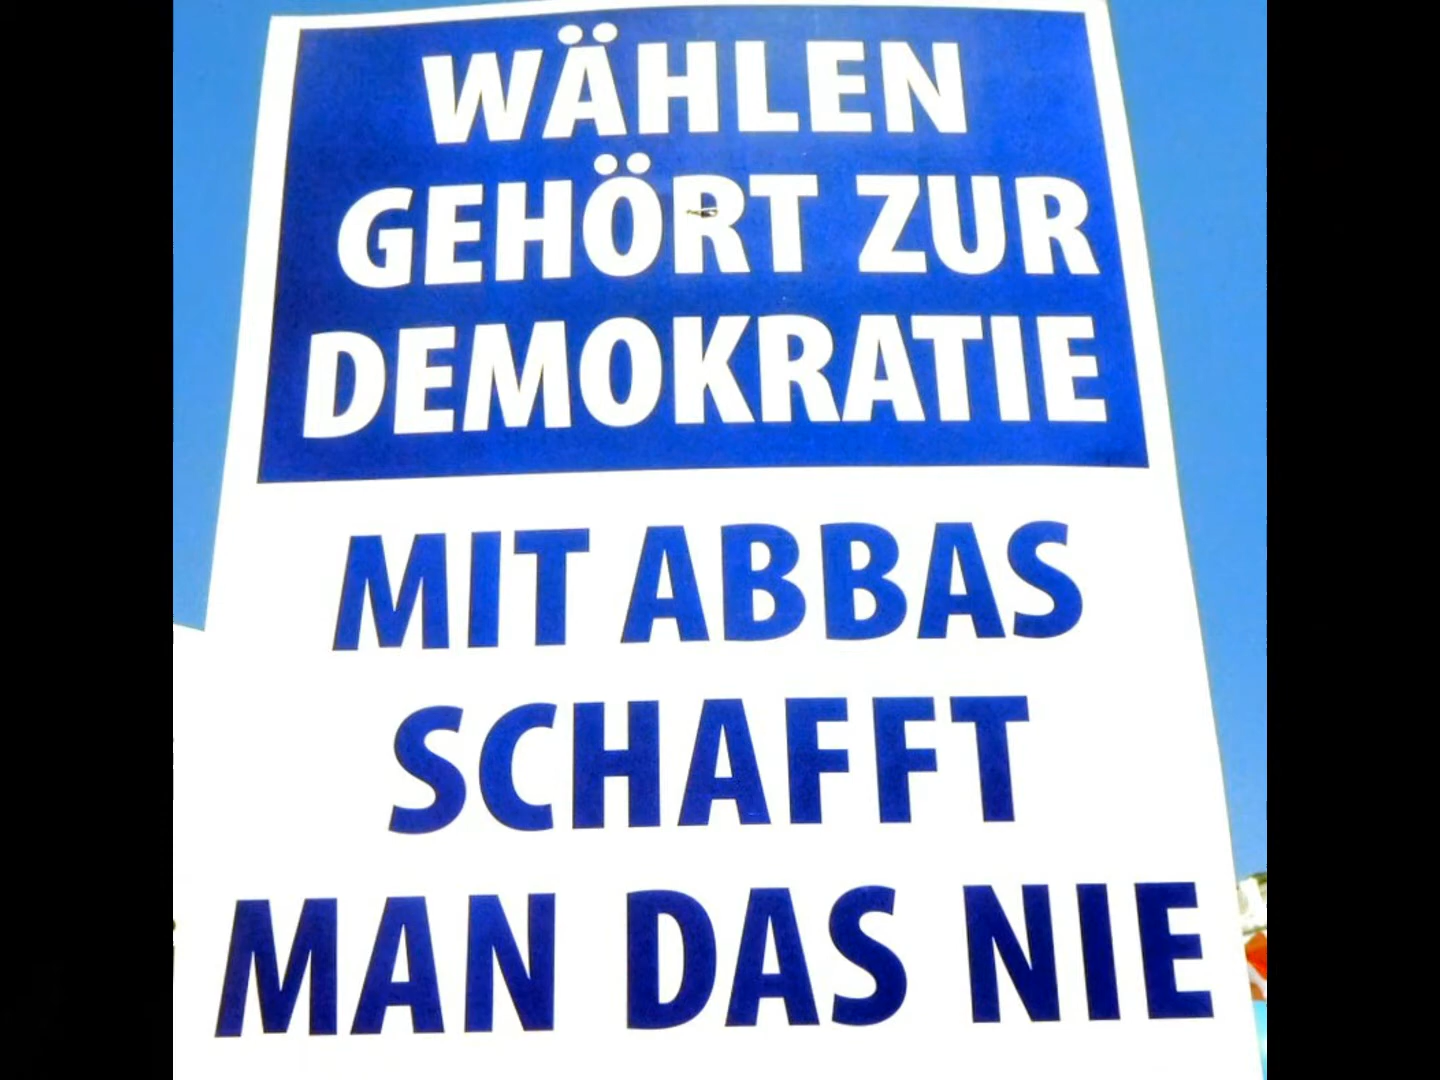 WÄHLEN
GEHÖRT ZUR
DEMOKRATIE
MIT ABBAS
SCHAFFT
MAN DAS NIE